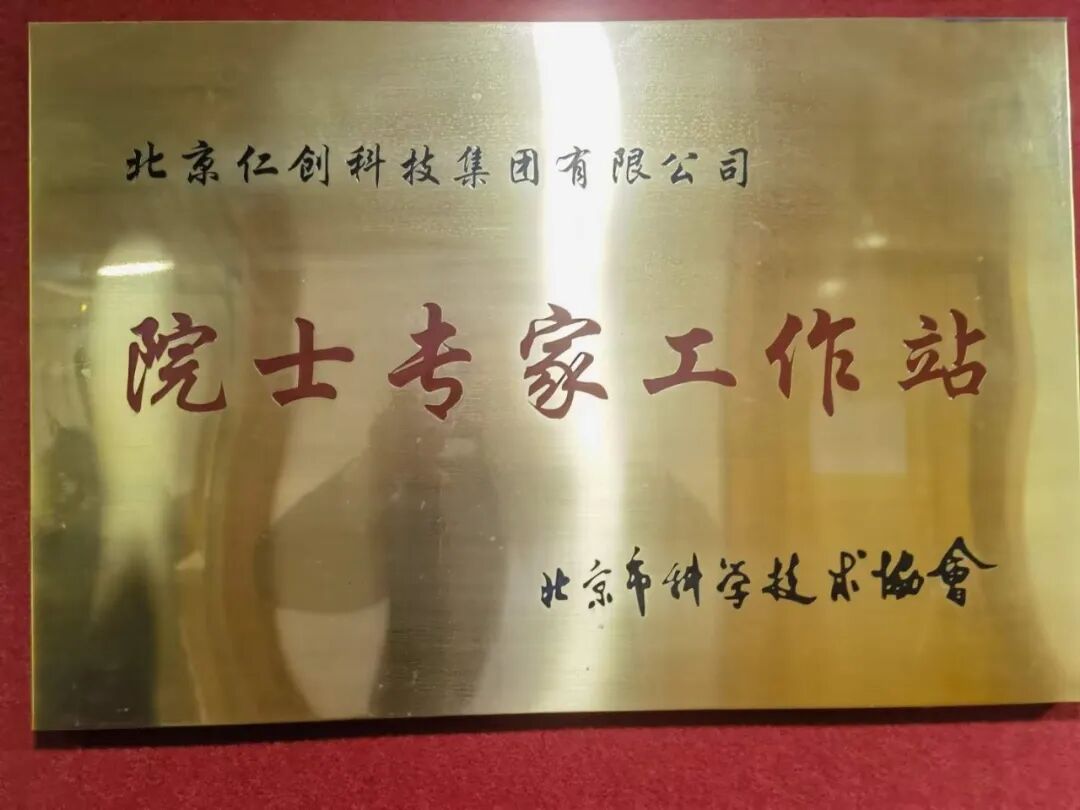 北京仁创科技集团有限公司
院士专家工作站
北京市科学技术协會